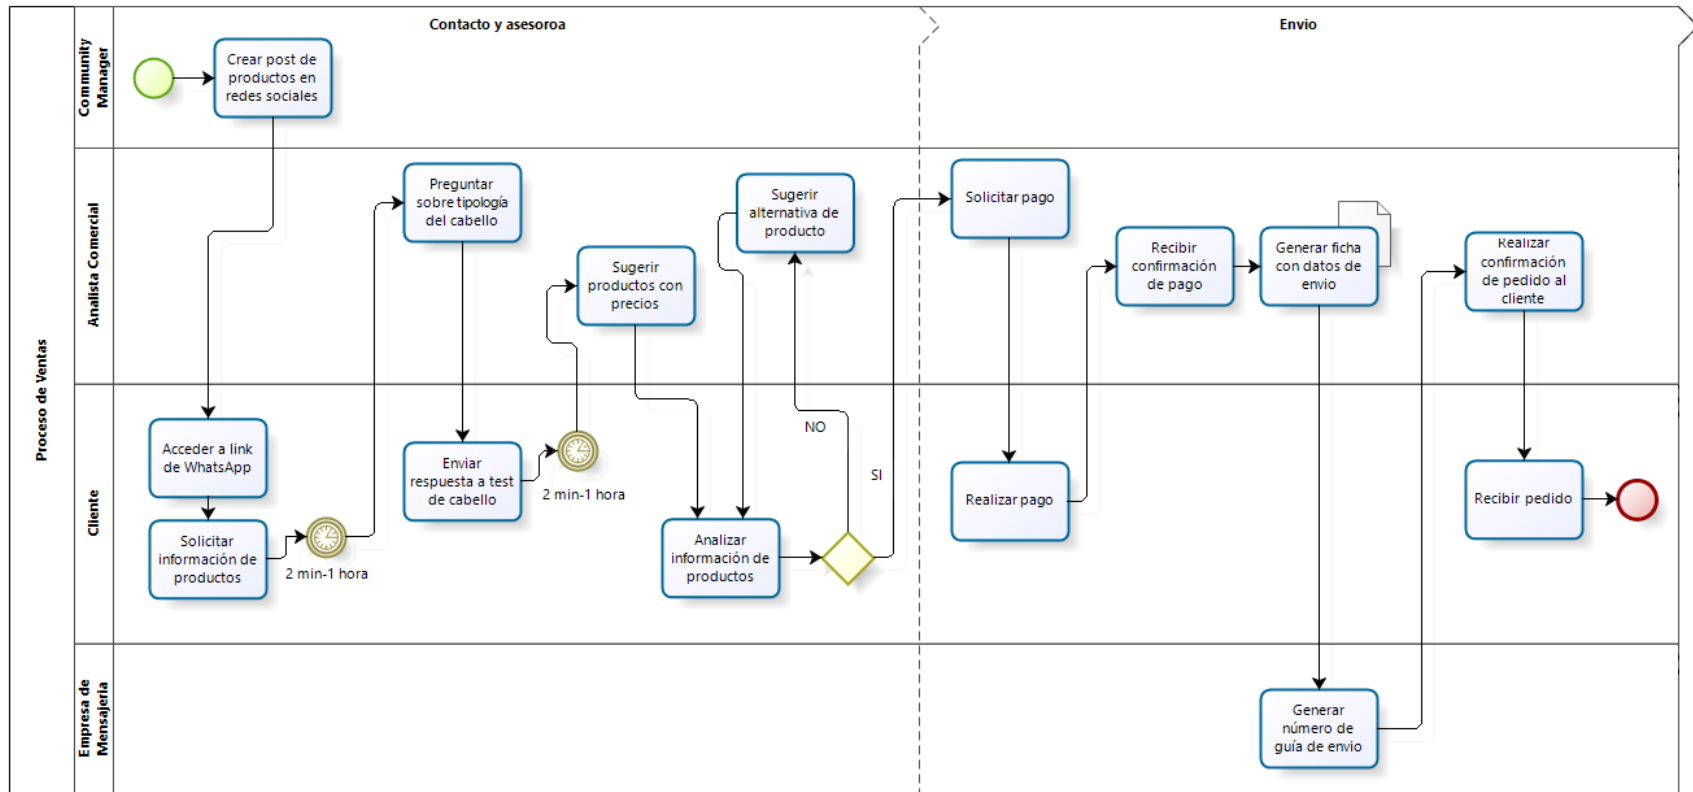 Contacto y asesoroa
Envio
Proceso de Ventas
Community
Manager
Crear post de
productos en
redes sociales
Analista Comercial
Preguntar
sobre tipología
del cabello
Sugerir
productos con
precios
Sugerir
alternativa de
producto
Solicitar pago
Recibir
confirmación
de pago
Generar ficha
con datos de
envio
Realizar
confirmación
de pedido al
cliente
Cliente
Acceder a link
de WhatsApp
Solicitar
información de
productos
2 min-1 hora
Enviar
respuesta a test
de cabello
2 min-1 hora
Analizar
información de
productos
NO
SI
Realizar pago
Recibir pedido
Empresa de
Mensajeria
Generar
número de
guía de envio